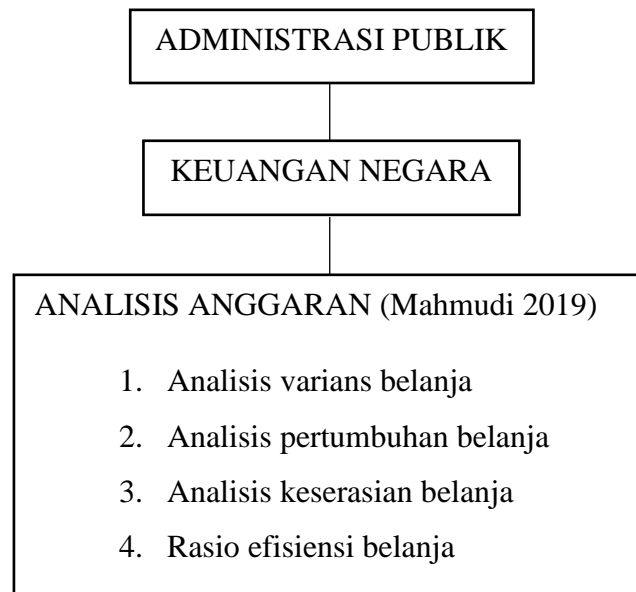 ADMINISTRASI PUBLIK
KEUANGAN NEGARA
ANALISIS ANGGARAN (Mahmudi 2019)
1. Analisis varians belanja
2. Analisis pertumbuhan belanja
3. Analisis keserasian belanja
4. Rasio efisiensi belanja